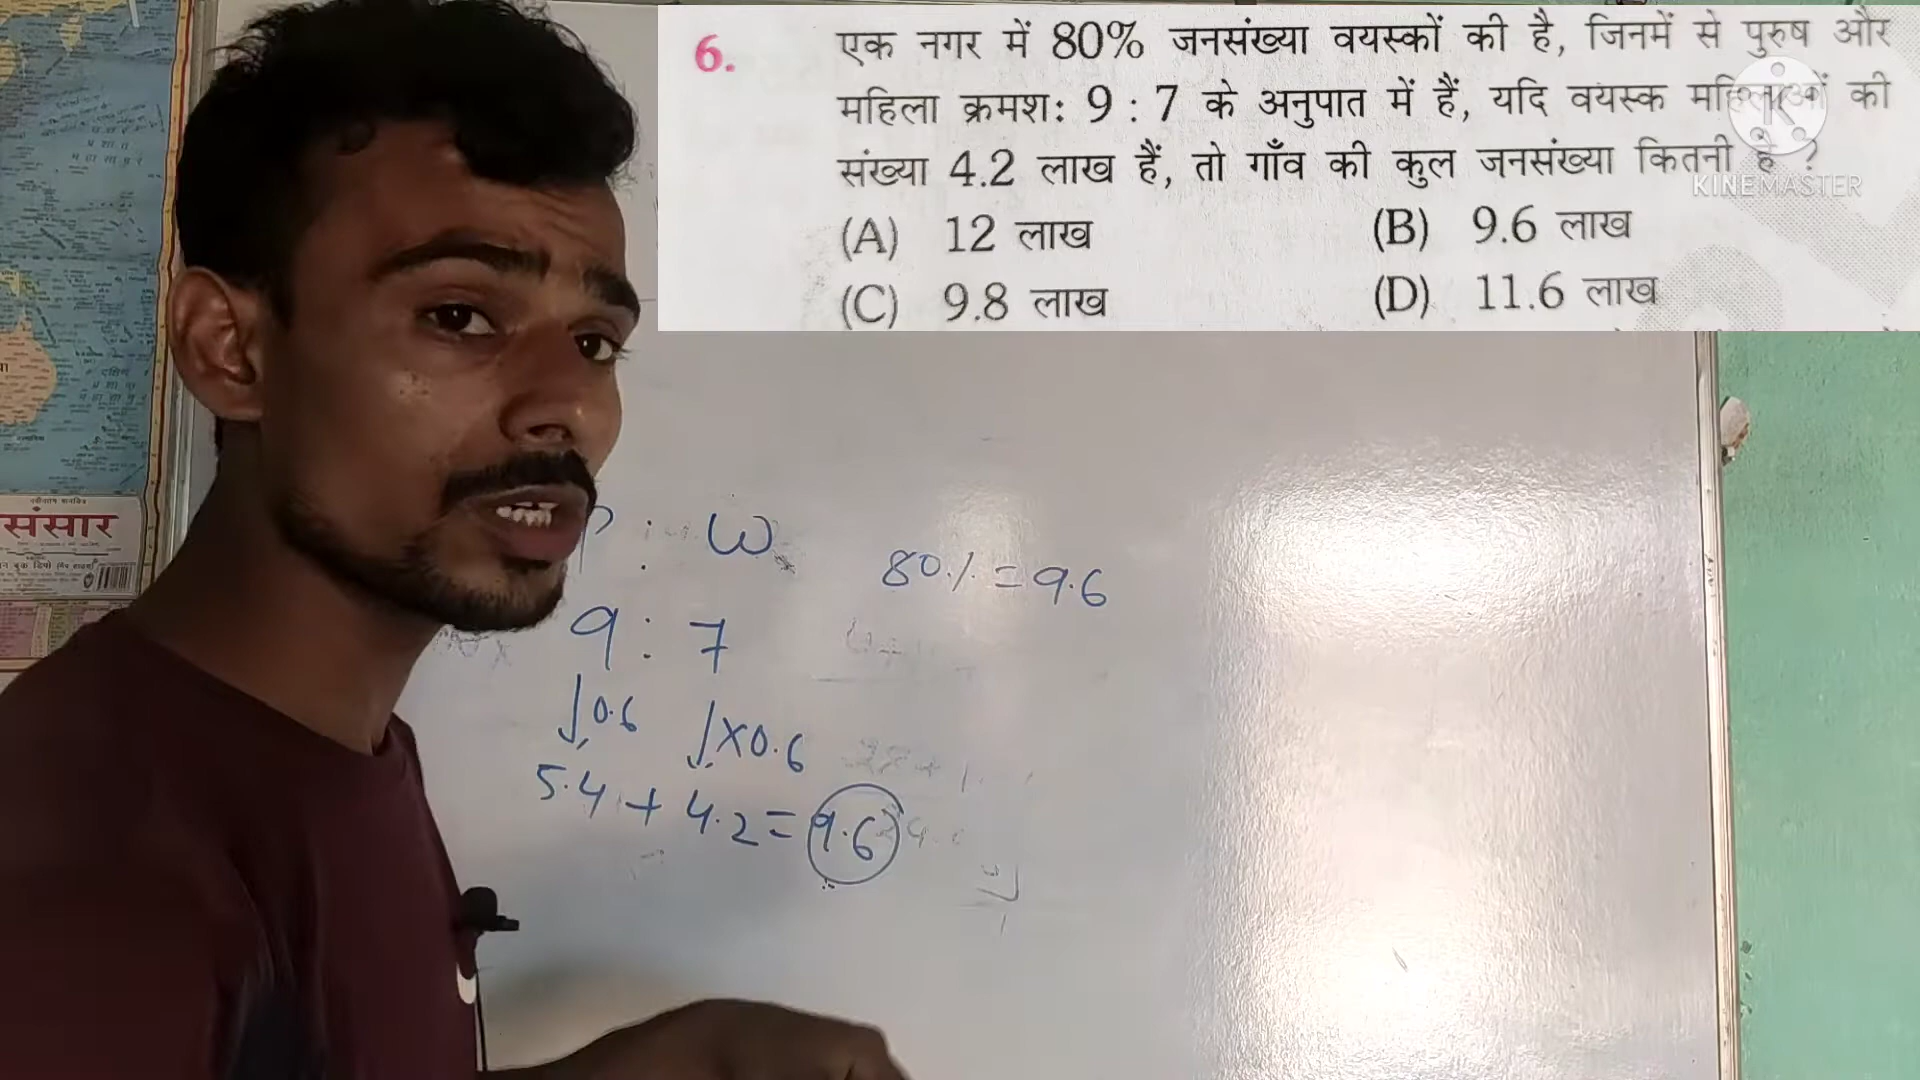 6. एक नगर में 80% जनसंख्या वयस्कों की है, जिनमें से पुरुष और
महिला क्रमश: 9 : 7 के अनुपात में हैं, यदि वयस्क महिलाओं की
संख्या 4.2 लाख हैं, तो गाँव की कुल जनसंख्या कितनी है ?
KINEMASTER
(A) 12 लाख (B) 9.6 लाख
(C) 9.8 लाख (D) 11.6 लाख
संसार
: W
80% = 9.6
9 : 7
0.6 ×0.6
5.4 + 4.2 = 9.6